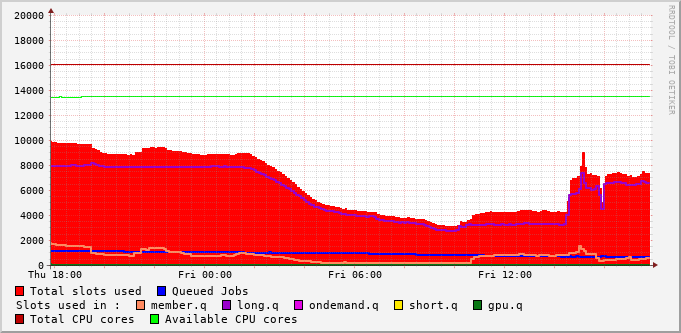 20000
18000
16000
14000
12000
10000
8000
6000
4000
2000
0
Thu 18:00 Fri 00:00 Fri 06:00 Fri 12:00
Total slots used Queued Jobs
Slots used in : member.q long.q ondemand.q short.q gpu.q
Total CPU cores Available CPU cores
RRDTOOL / TOBI OETIKER